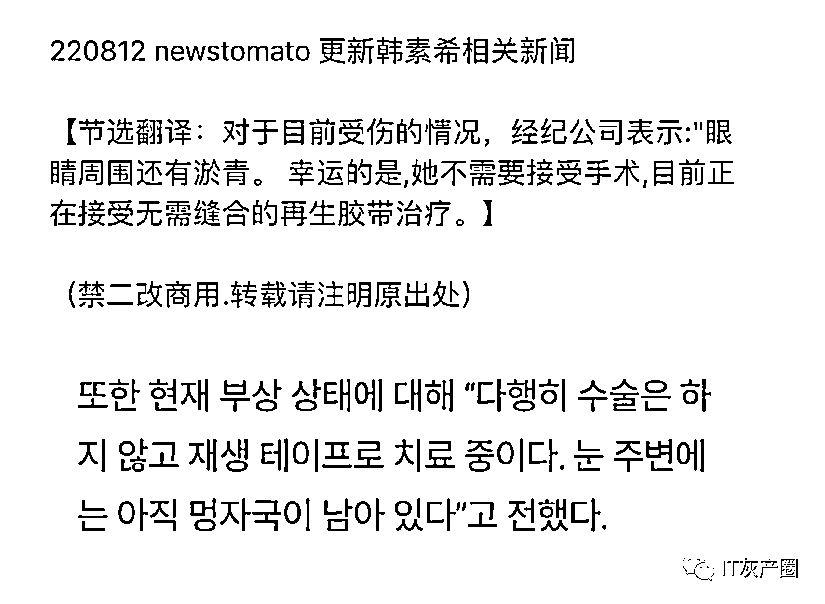 220812 newstomato 更新韩素希相关新闻
【节选翻译：对于目前受伤的情况，经纪公司表示:"眼
睛周围还有淤青。 幸运的是,她不需要接受手术,目前正
在接受无需缝合的再生胶带治疗。】
（禁二改商用.转载请注明原出处）
또한 현재 부상 상태에 대해 “다행히 수술은 하
지 않고 재생 테이프로 치료 중이다. 눈 주변에
는 아직 멍자국이 남아 있다”고 전했다.
IT灰产圈